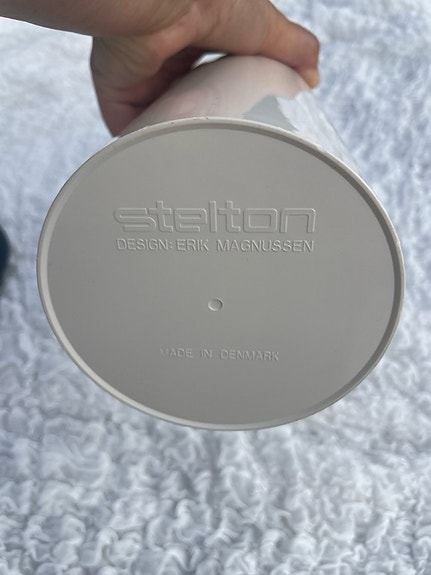 stelton
DESIGN: ERIK MAGNUSSEN
MADE IN DENMARK